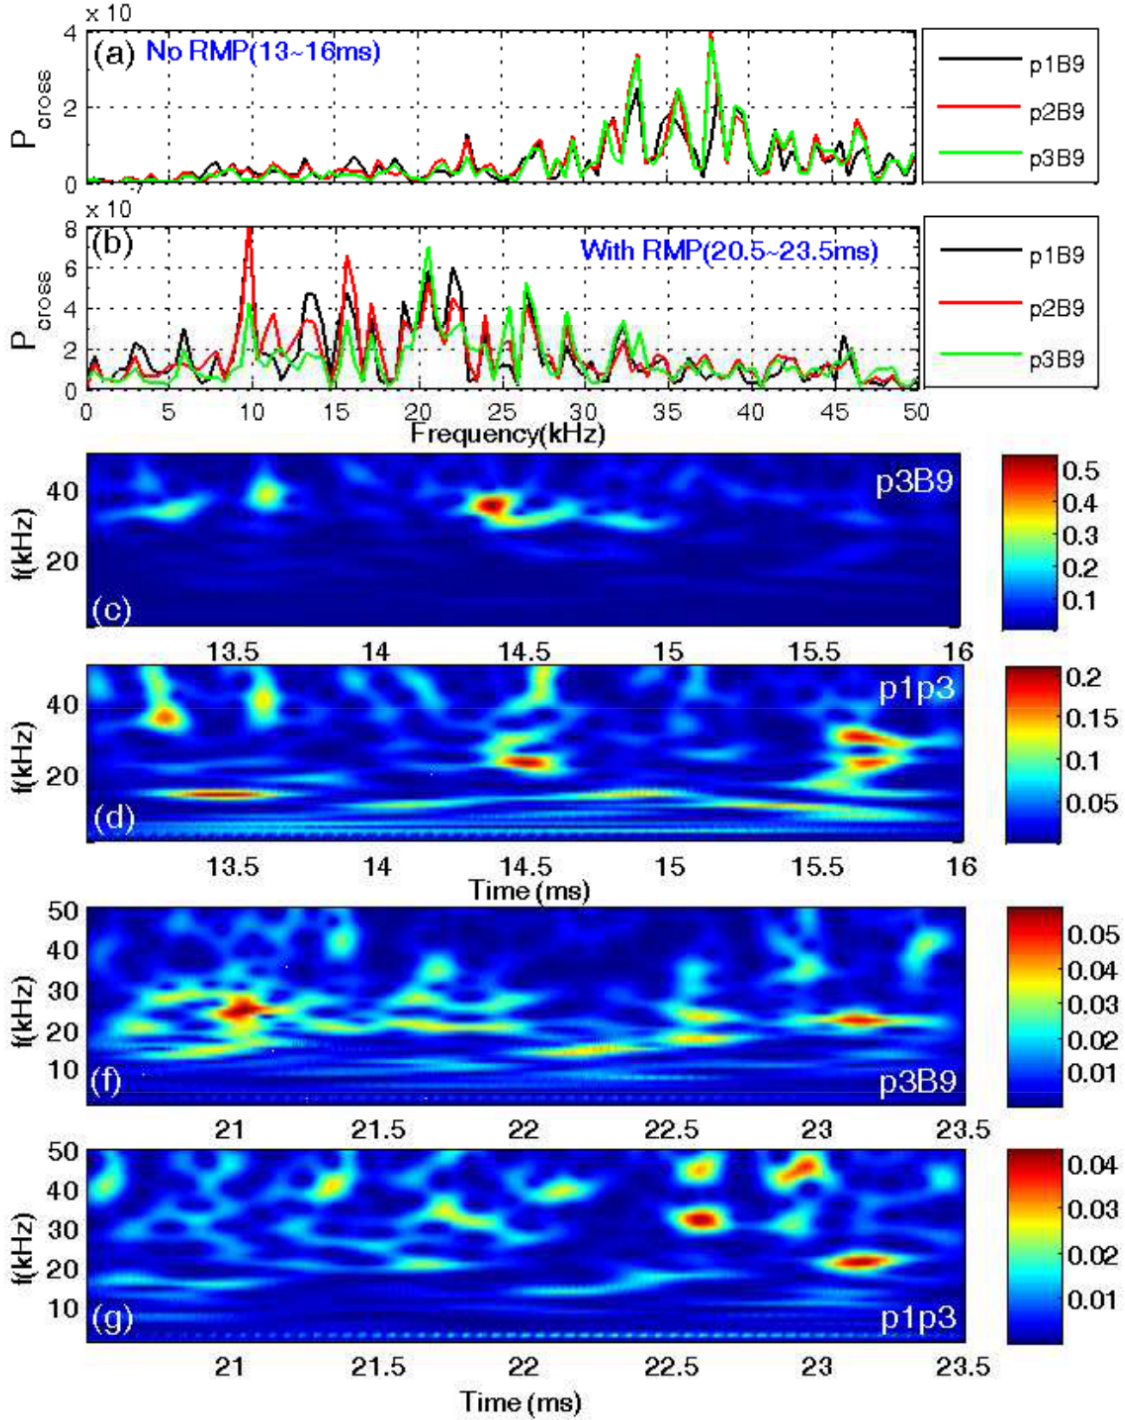 x 10
(a) No RMP(13~16ms)
4
2
0
P cross
p1B9
p2B9
p3B9
x 10
-7
(b)
With RMP(20.5~23.5ms)
8
6
4
2
0
P cross
p1B9
p2B9
p3B9
0 5 10 15 20 25 30 35 40 45 50
Frequency(kHz)
p3B9
40
20
f(kHz)
(c)
0.5
0.4
0.3
0.2
0.1
13.5 14 14.5 15 15.5 16
p1p3
40
20
f(kHz)
(d)
0.2
0.15
0.1
0.05
13.5 14 14.5 15 15.5 16
Time (ms)
50
40
30
20
10
f(kHz)
(f)
p3B9
0.05
0.04
0.03
0.02
0.01
21 21.5 22 22.5 23 23.5
50
40
30
20
10
f(kHz)
(g)
p1p3
0.04
0.03
0.02
0.01
21 21.5 22 22.5 23 23.5
Time (ms)